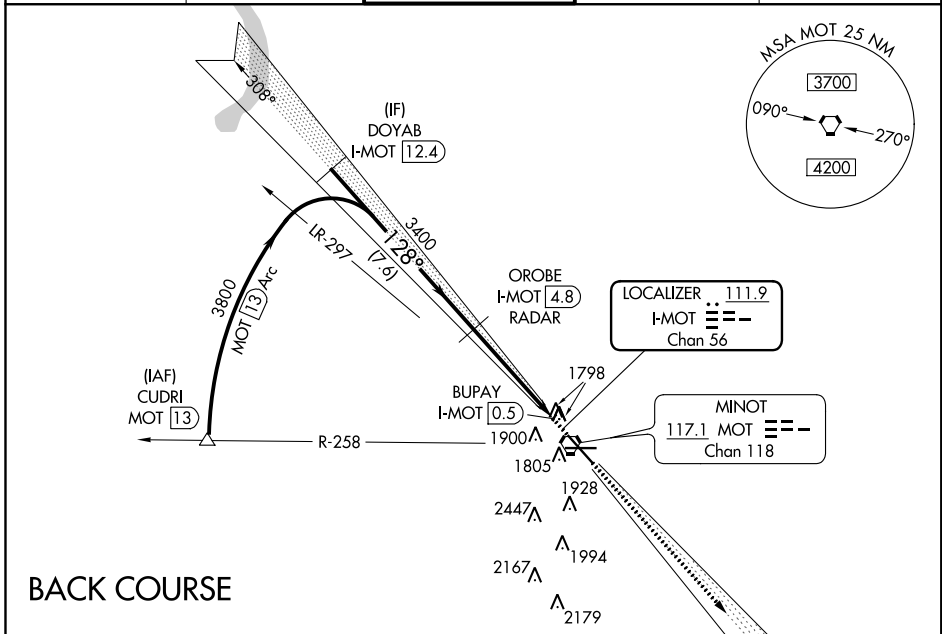 MSA MOT 25 NM
3700
090°
270°
4200
308°
(IF)
DOYAB
I-MOT 12.4
3400
LR-297
128°
(7.6)
3800
MOT 13 Arc
OROBE
I-MOT 4.8
RADAR
LOCALIZER 111.9
I-MOT
Chan 56
(IAF)
CUDRI
MOT 13
BUPAY
I-MOT 0.5
1798
MINOT
117.1 MOT
Chan 118
R-258
1900
1805
1928
2447
1994
2167
2179
BACK COURSE